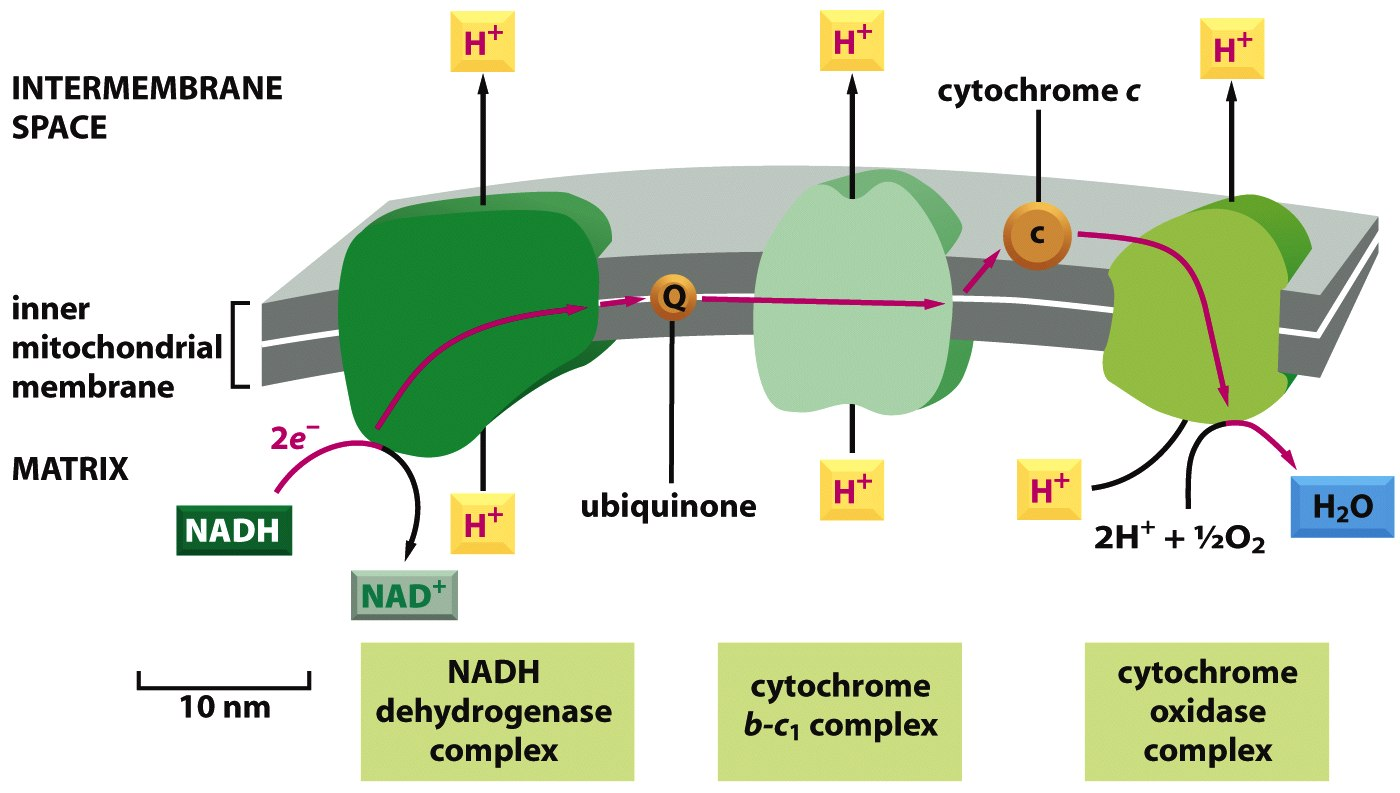 H⁺
H⁺
H⁺
INTERMEMBRANE
SPACE
cytochrome c
c
Q
inner
mitochondrial
membrane
2e⁻
MATRIX
NADH
H⁺
ubiquinone
H⁺
H⁺
2H⁺ + ½O₂
H₂O
NAD⁺
10 nm
NADH
dehydrogenase
complex
cytochrome
b-c₁ complex
cytochrome
oxidase
complex